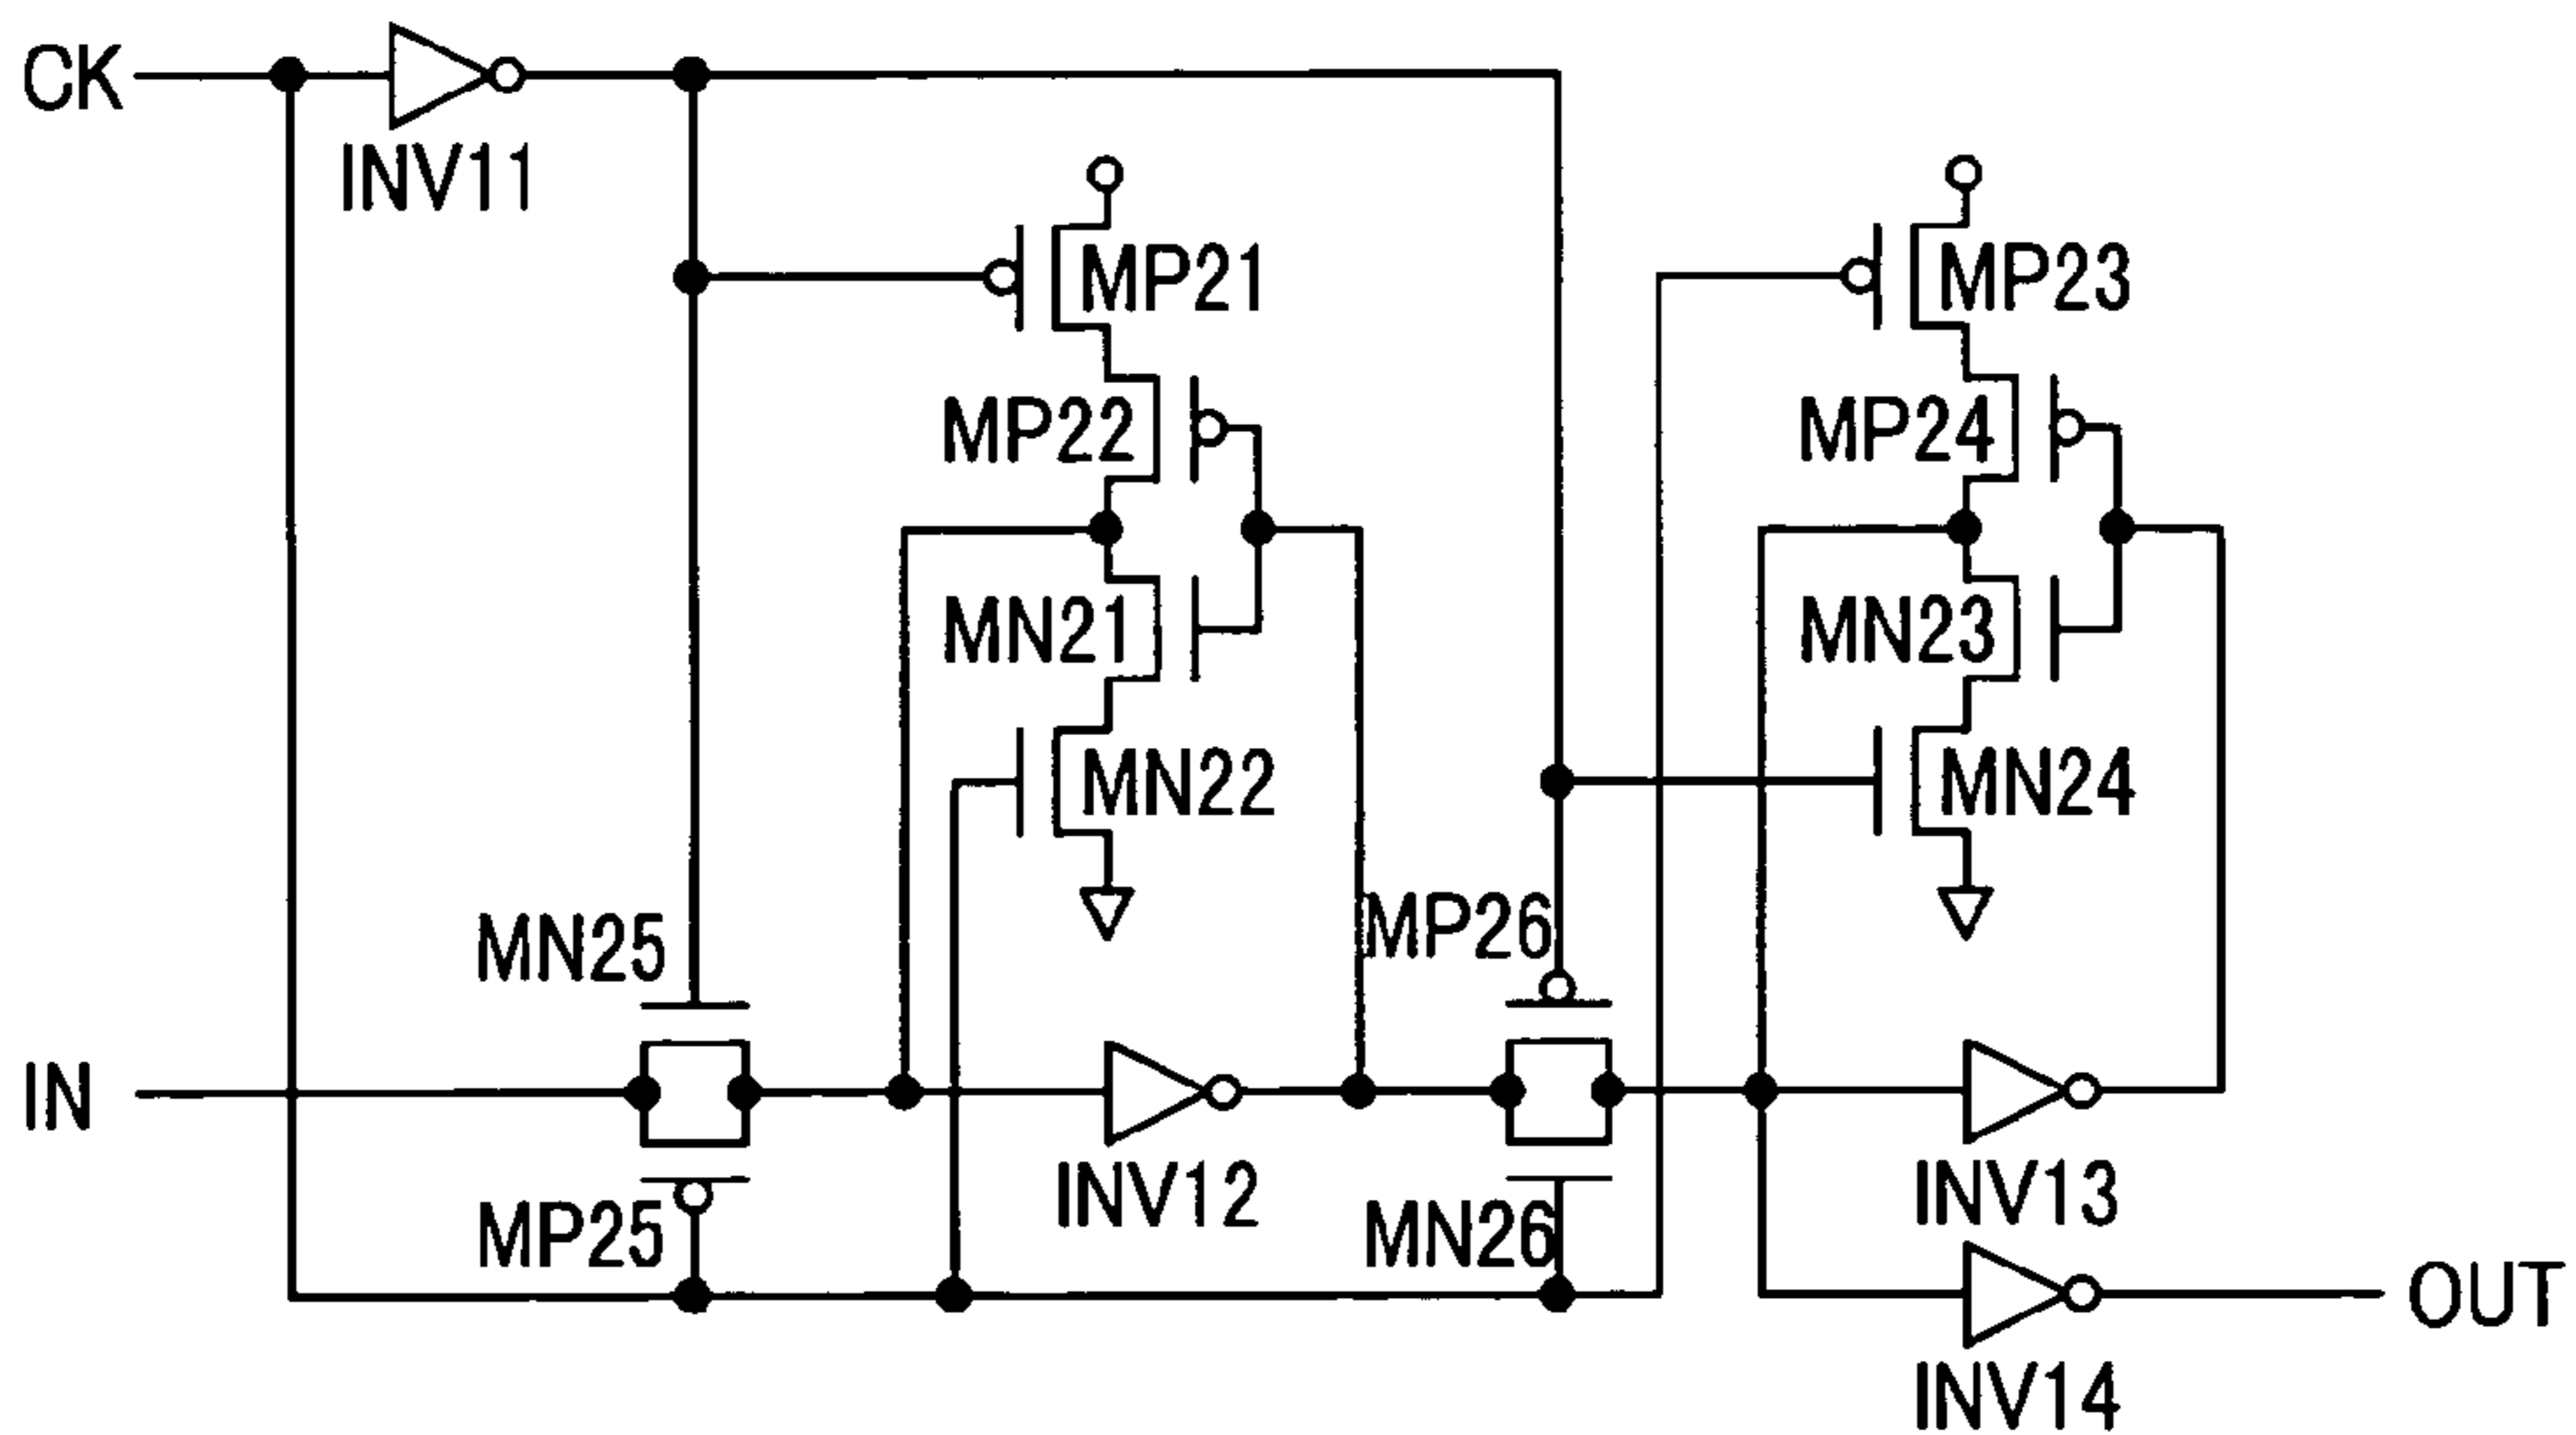 CK
INV11
MP21
MP23
MP22
MP24
MN21
MN23
MN22
MN24
MN25
MP26
IN
MP25
INV12
MN26
INV13
OUT
INV14